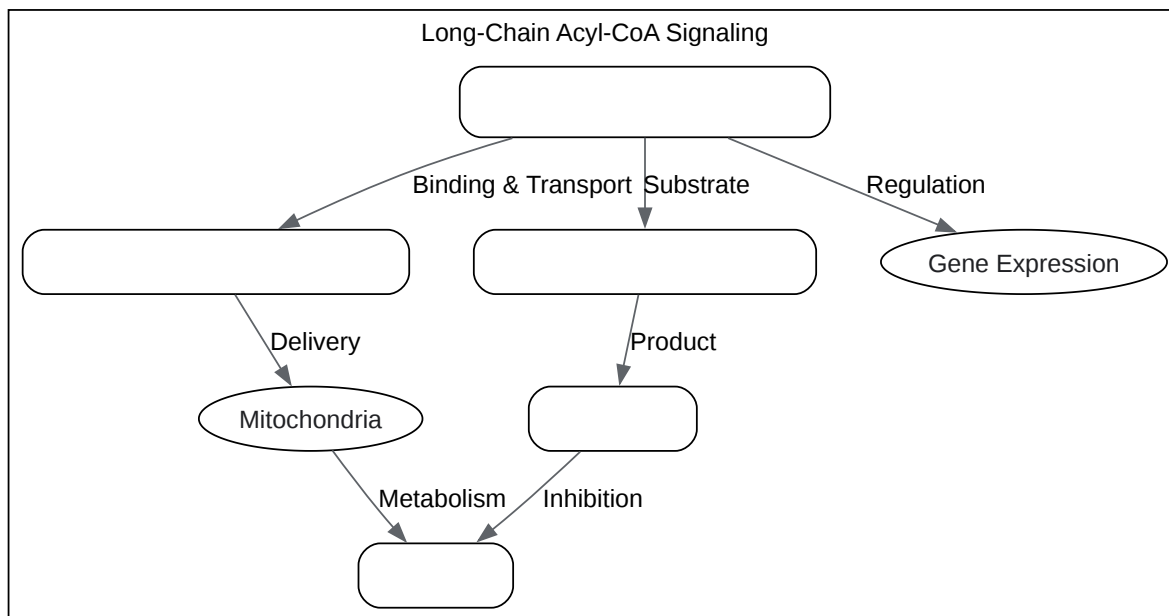 Long-Chain Acyl-CoA Signaling
Binding & Transport
Substrate
Regulation
Gene Expression
Delivery
Product
Mitochondria
Metabolism
Inhibition